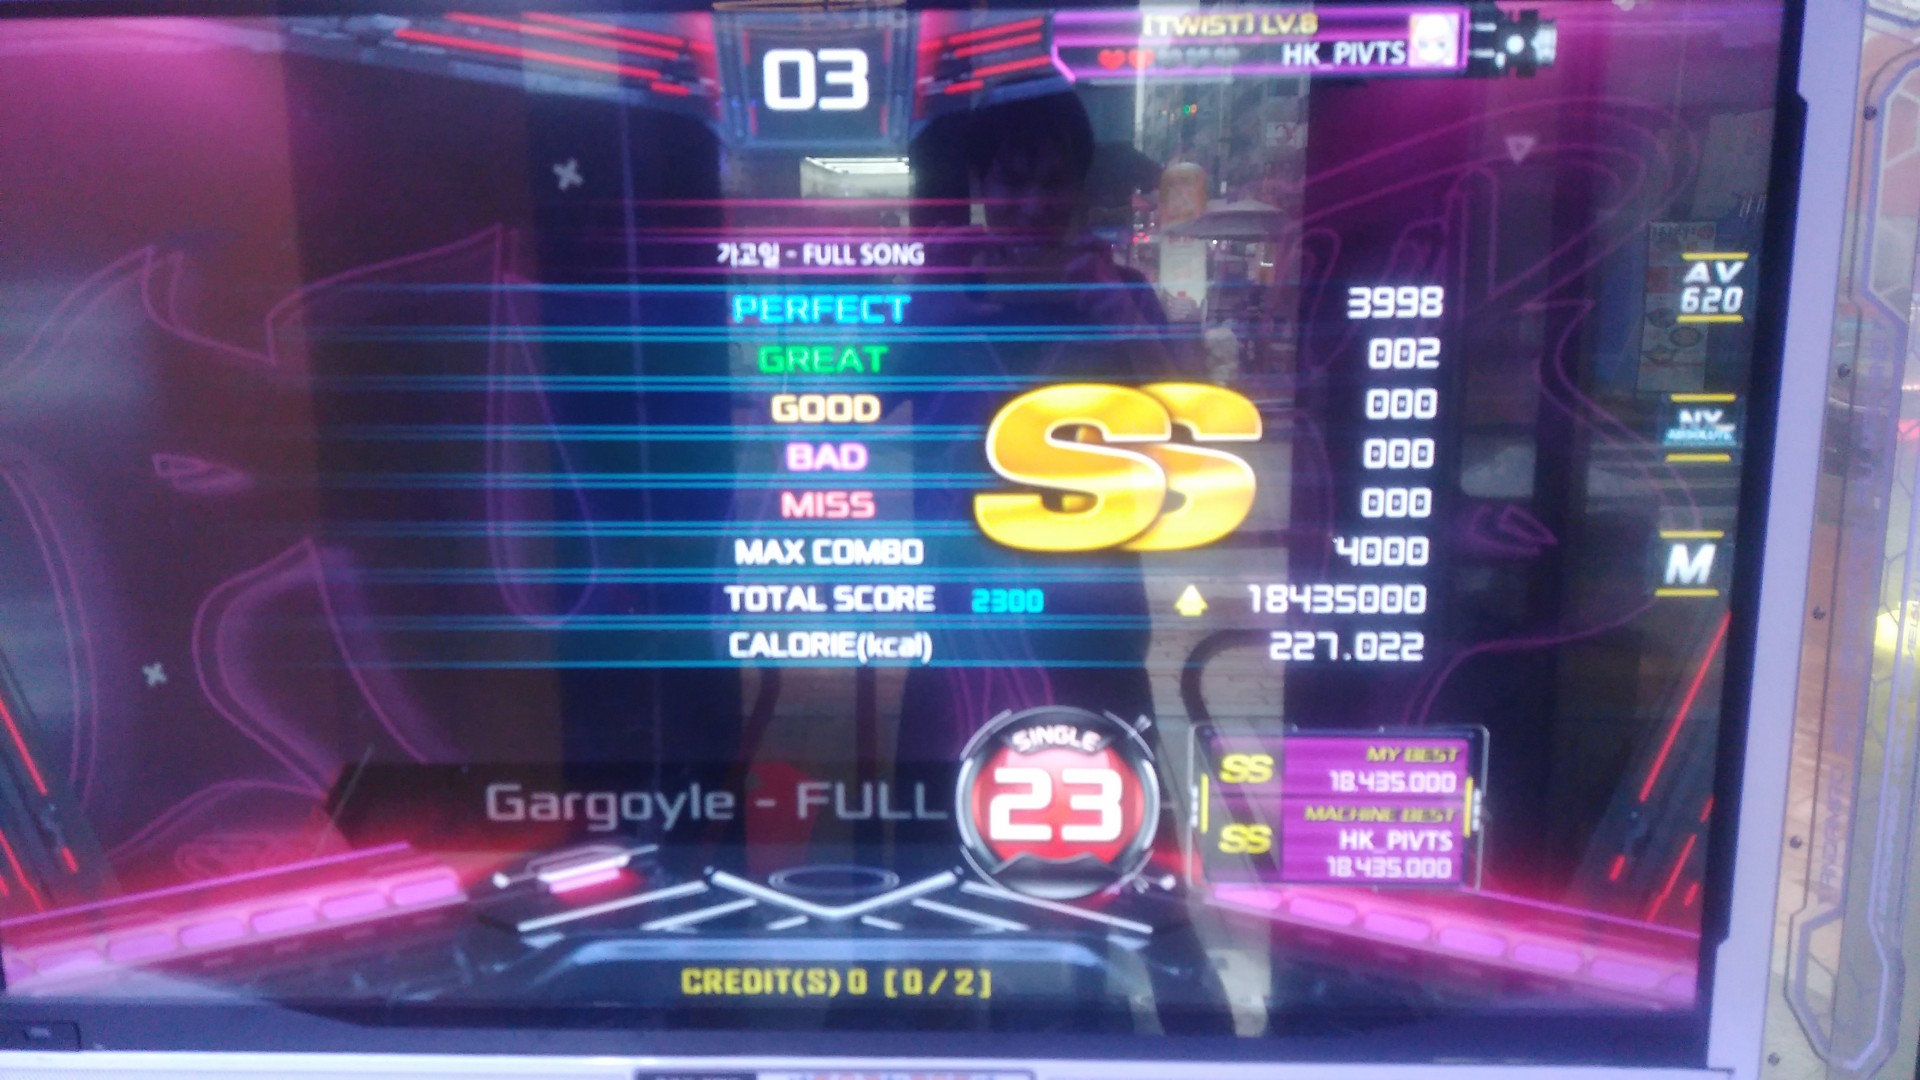 03
[TWIST] LV.8
HK_PIVTS
가고일 - FULL SONG
PERFECT 3998
GREAT 002
GOOD 000
BAD 000
MISS 000
MAX COMBO 4000
TOTAL SCORE 2300 18435000
CALORIE(kcal) 227.022
SS
AV
620
NX
ABSOLUTE
M
Gargoyle - FULL
SINGLE
23
SS MY BEST
18.435.000
MACHINE BEST
SS HK_PIVTS
18.435.000
CREDIT(S) 0 [ 0 / 2 ]